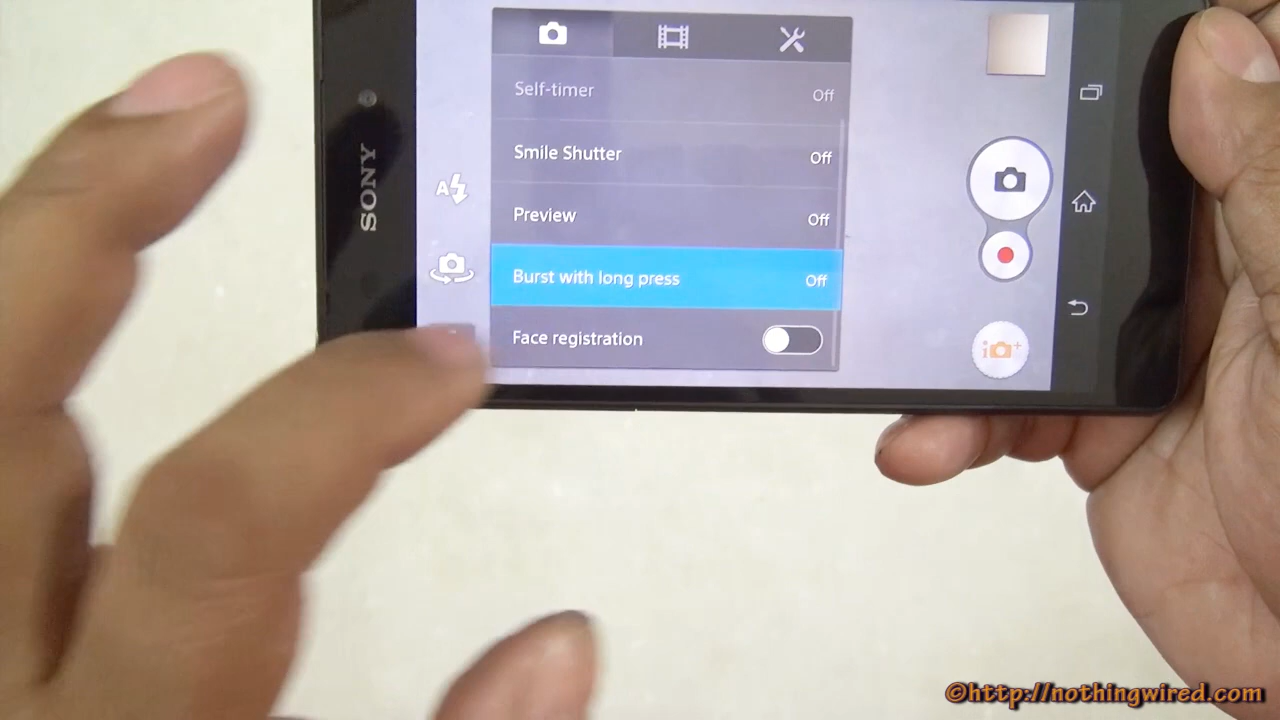 SONY
A
Self-timer Off
Smile Shutter Off
Preview Off
Burst with long press Off
Face registration
i +
©http://nothingwired.com